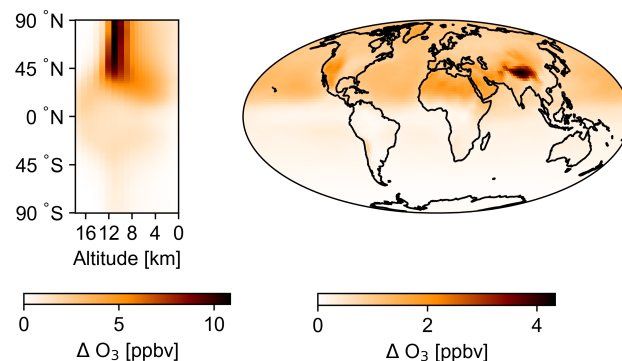 90 °N
45 °N
0 °N
45 °S
90 °S
16 12 8 4 0
Altitude [km]
0 5 10
Δ O₃ [ppbv]
0 2 4
Δ O₃ [ppbv]